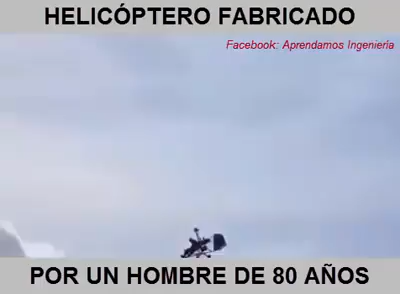 HELICÓPTERO FABRICADO
Facebook: Aprendamos Ingeniería
POR UN HOMBRE DE 80 AÑOS